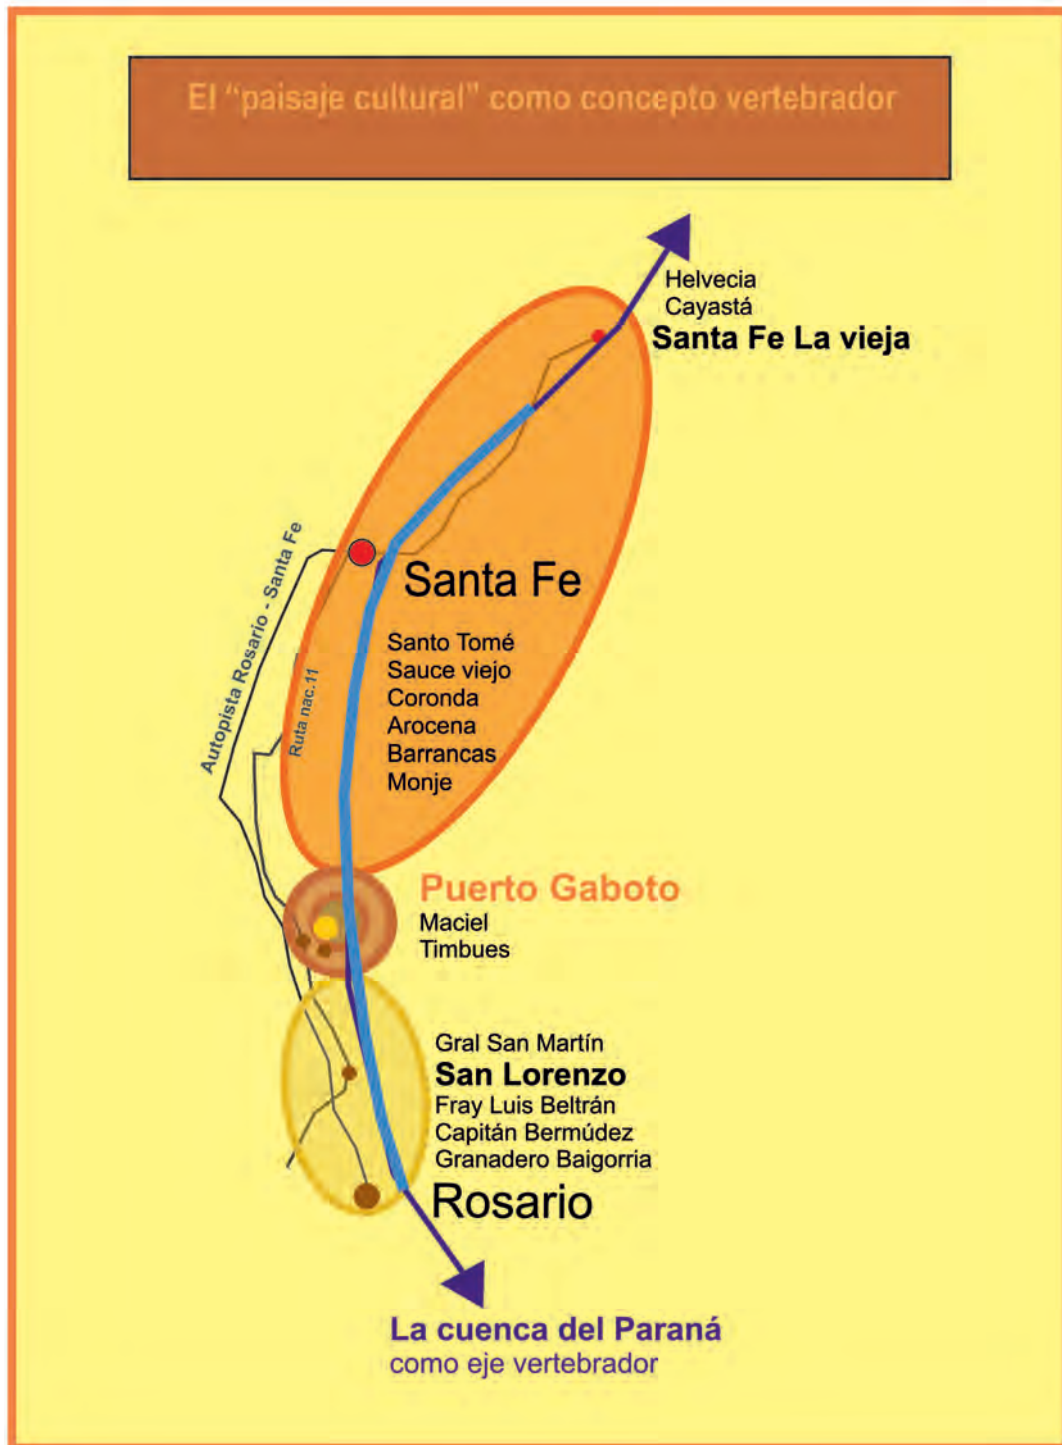 El “paisaje cultural” como concepto vertebrador
Helvecia
Cayastá
Santa Fe La vieja
Autopista Rosario - Santa Fe
Ruta nac.11
Santa Fe
Santo Tomé
Sauce viejo
Coronda
Arocena
Barrancas
Monje
Puerto Gaboto
Maciel
Timbues
Gral San Martín
San Lorenzo
Fray Luis Beltrán
Capitán Bermúdez
Granadero Baigorria
Rosario
La cuenca del Paraná
como eje vertebrador